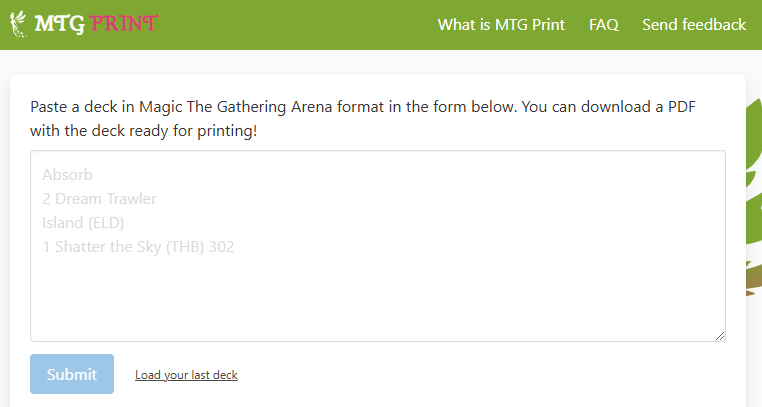 MTG PRINT What is MTG Print FAQ Send feedback
Paste a deck in Magic The Gathering Arena format in the form below. You can download a PDF
with the deck ready for printing!
Absorb
2 Dream Trawler
Island (ELD)
1 Shatter the Sky (THB) 302
Submit Load your last deck